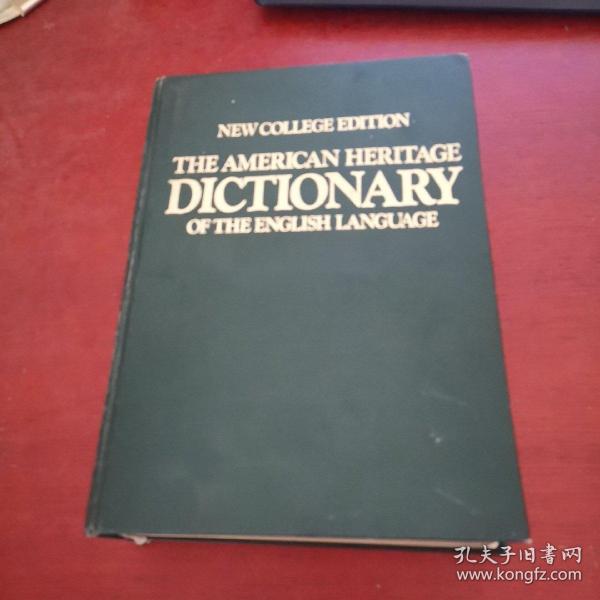 NEW COLLEGE EDITION
THE AMERICAN HERITAGE
DICTIONARY
OF THE ENGLISH LANGUAGE
孔夫子旧书网
www.kongfz.com